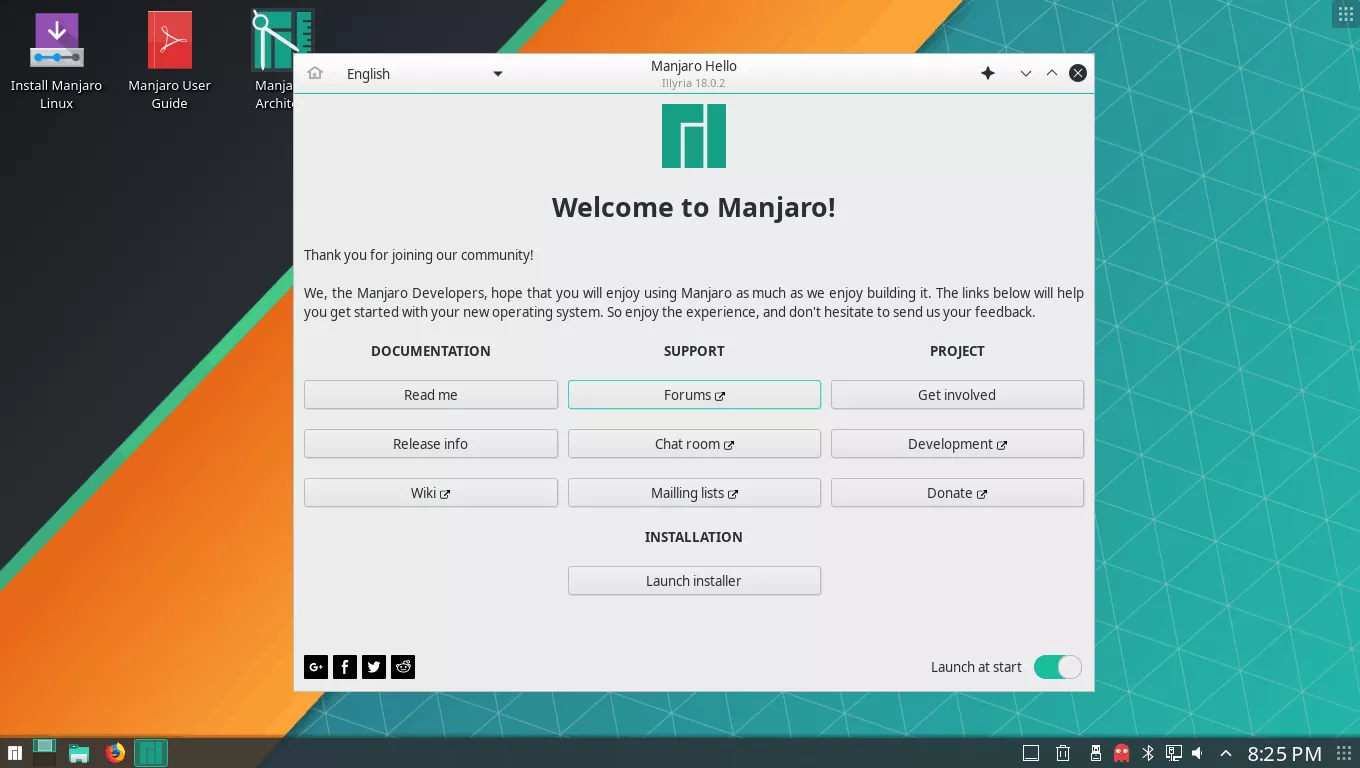 Install Manjaro
Linux
Manjaro User
Guide
English
Manjaro Hello
Illyria 18.0.2
Welcome to Manjaro!
Thank you for joining our community!
We, the Manjaro Developers, hope that you will enjoy using Manjaro as much as we enjoy building it. The links below will help
you get started with your new operating system. So enjoy the experience, and don't hesitate to send us your feedback.
DOCUMENTATION
SUPPORT
PROJECT
Read me
Forums
Get involved
Release info
Chat room
Development
Wiki
Mailling lists
Donate
INSTALLATION
Launch installer
G+
Launch at start
8:25 PM